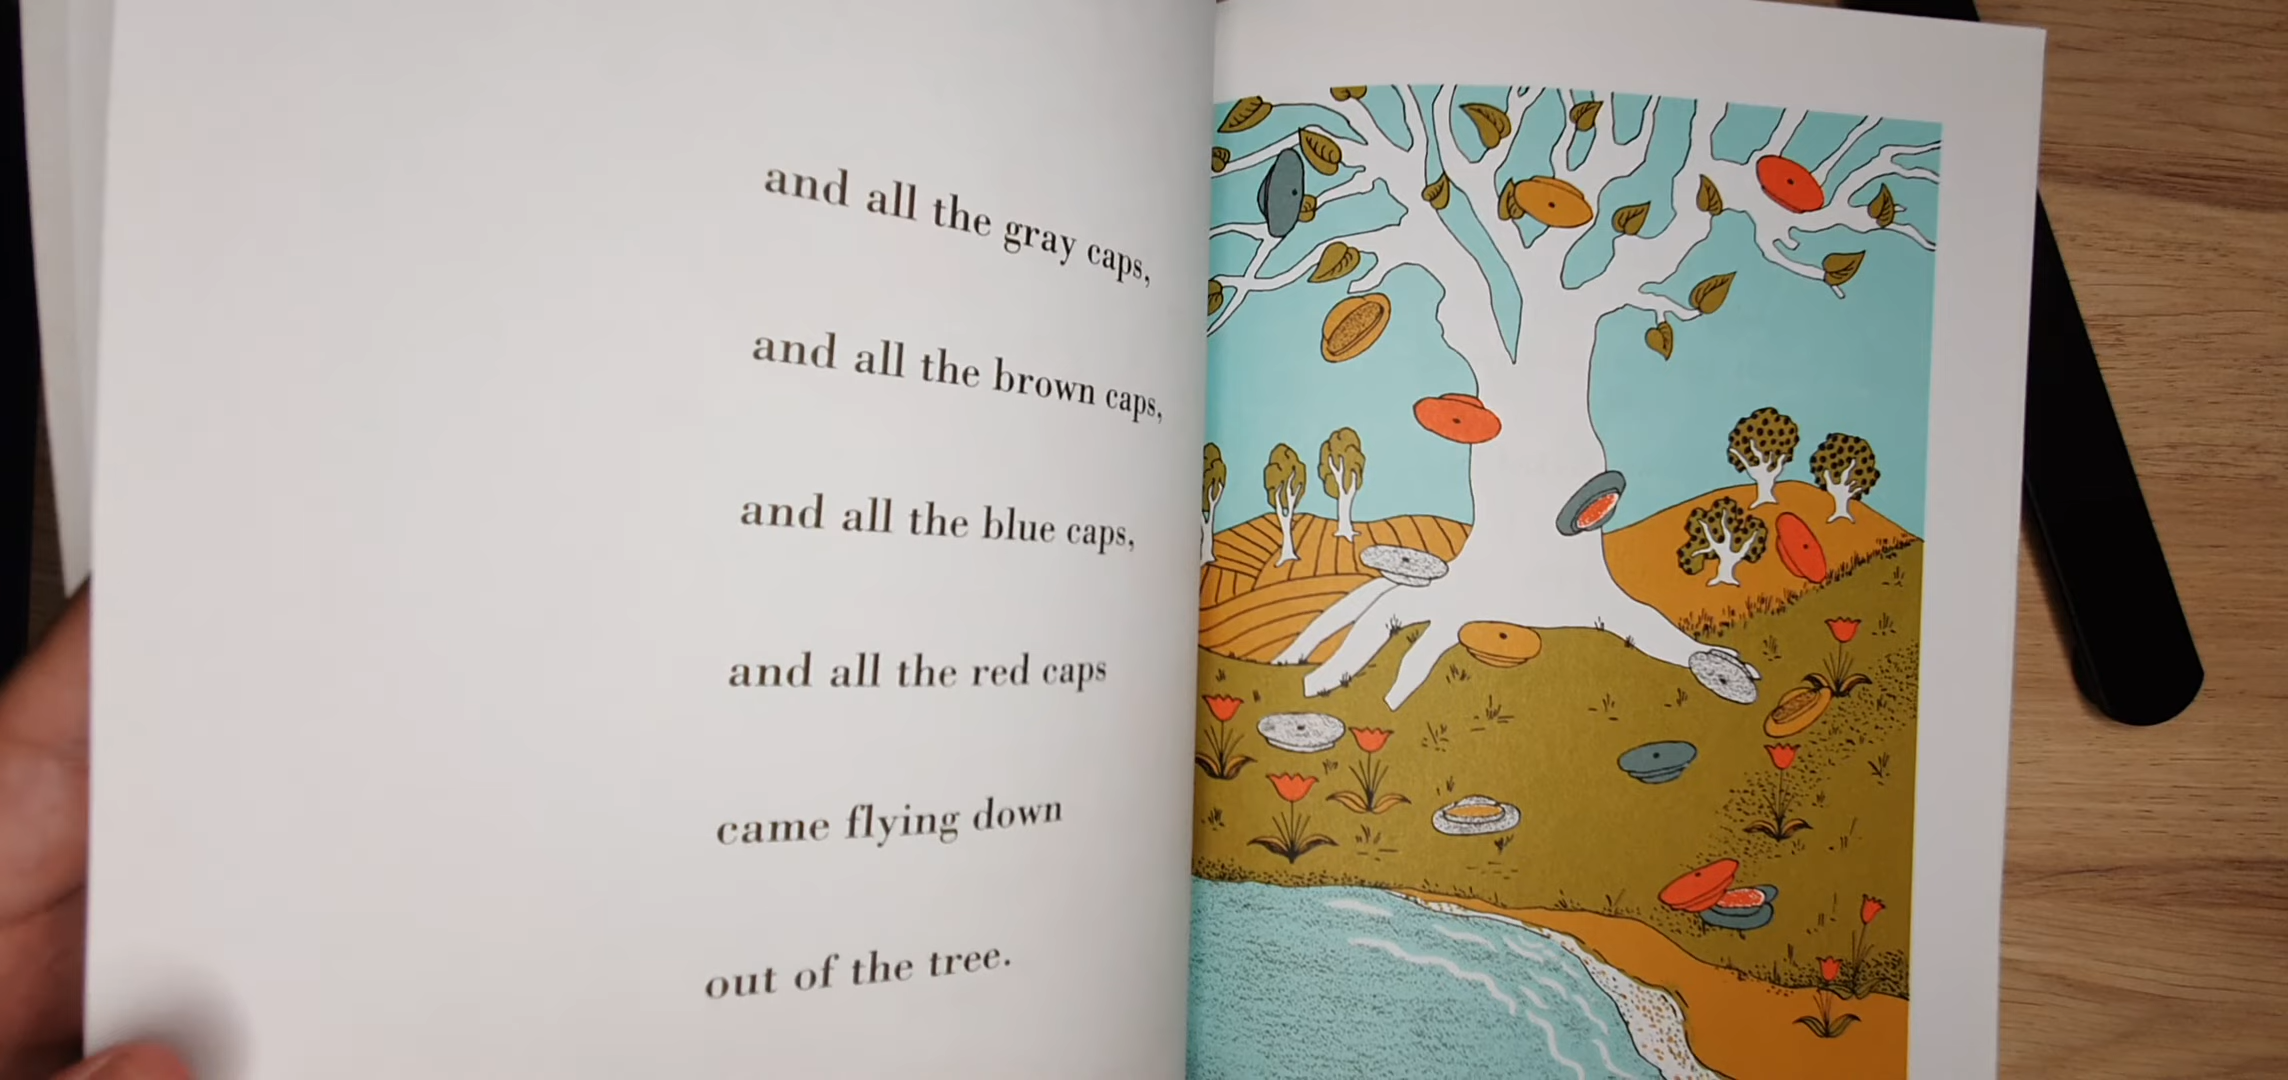 and all the gray caps,
and all the brown caps,
and all the blue caps,
and all the red caps
came flying down
out of the tree.